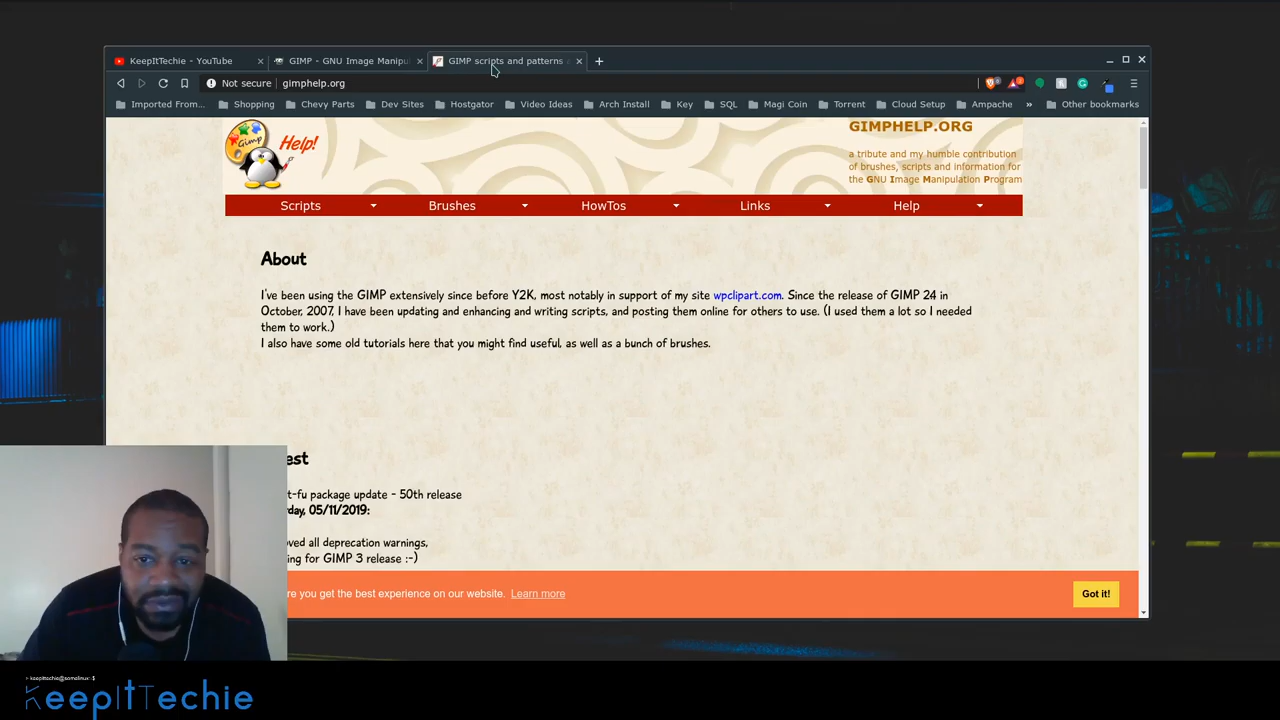 KeepItTechie - YouTube
GIMP - GNU Image Manipul
GIMP scripts and patterns a
Not secure
gimphelp.org
Imported From...
Shopping
Chevy Parts
Dev Sites
Hostgator
Video Ideas
Arch Install
Key
SQL
Magi Coin
Torrent
Cloud Setup
Ampache
»
Other bookmarks
Gimp
Help!
GIMPHELP.ORG
a tribute and my humble contribution
of brushes, scripts and information for
the GNU Image Manipulation Program
Scripts
Brushes
HowTos
Links
Help
About
I've been using the GIMP extensively since before Y2K, most notably in support of my site wpclipart.com. Since the release of GIMP 24 in
October, 2007, I have been updating and enhancing and writing scripts, and posting them online for others to use. (I used them a lot so I needed
them to work.)
I also have some old tutorials here that you might find useful, as well as a bunch of brushes.
est
t-fu package update - 50th release
rday, 05/11/2019:
oved all deprecation warnings,
ing for GIMP 3 release :-)
re you get the best experience on our website. Learn more
Got it!
> keepittechie@somolinux:~$
KeepItTechie